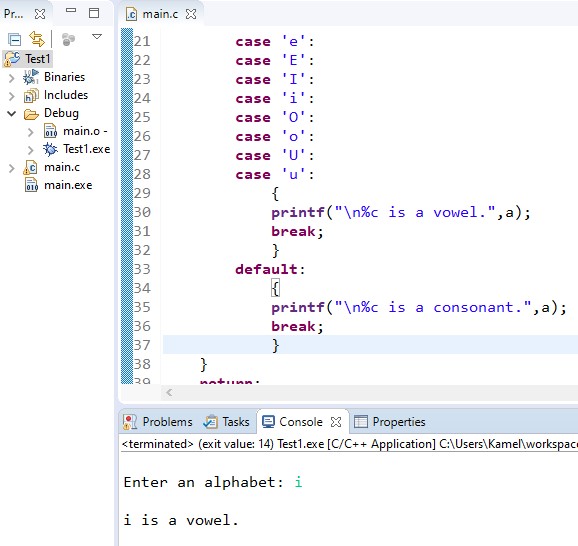 Pr...
main.c
Test1
Binaries
Includes
Debug
main.o -
Test1.exe
main.c
main.exe
21 case 'e':
22 case 'E':
23 case 'I':
24 case 'i':
25 case 'O':
26 case 'o':
27 case 'U':
28 case 'u':
29 {
30 printf("\n%c is a vowel.",a);
31 break;
32 }
33 default:
34 {
35 printf("\n%c is a consonant.",a);
36 break;
37 }
38 }
39 return;
Problems Tasks Console Properties
<terminated> (exit value: 14) Test1.exe [C/C++ Application] C:\Users\Kamel\workspac
Enter an alphabet: i
i is a vowel.